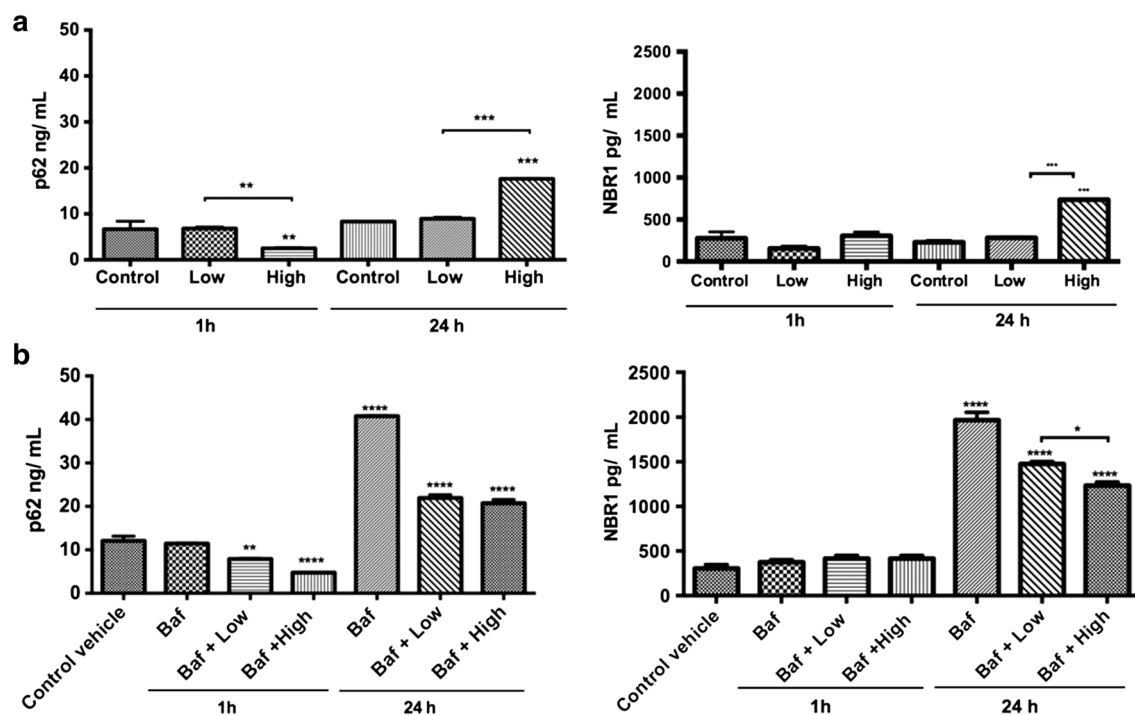 a
p62 ng/ mL
50
40
30
20
10
0
**
**
***
***
Control Low High Control Low High
1h 24 h
NBR1 pg/ mL
2500
2000
1500
1000
500
0
***
***
Control Low High Control Low High
1h 24 h
b
p62 ng/ mL
50
40
30
20
10
0
**
****
****
****
****
Control vehicle
Baf
Baf + Low
Baf +High
Baf
Baf + Low
Baf + High
1h 24 h
NBR1 pg/ mL
2500
2000
1500
1000
500
0
****
****
*
****
Control vehicle
Baf
Baf + Low
Baf +High
Baf
Baf + Low
Baf + High
1h 24 h